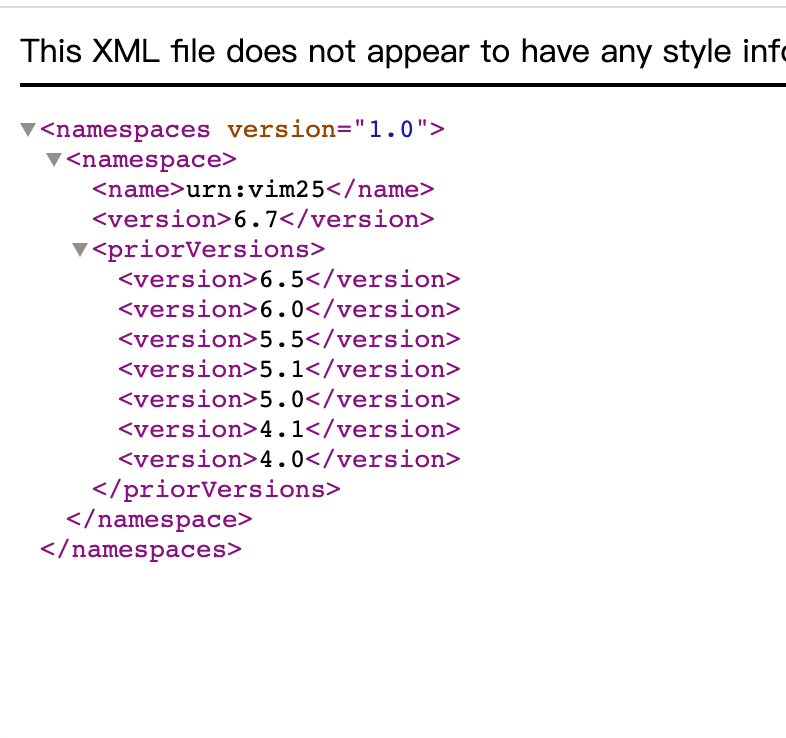 This XML file does not appear to have any style
<namespaces version="1.0">
<namespace>
<name>urn:vim25</name>
<version>6.7</version>
<priorVersions>
<version>6.5</version>
<version>6.0</version>
<version>5.5</version>
<version>5.1</version>
<version>5.0</version>
<version>4.1</version>
<version>4.0</version>
</priorVersions>
</namespace>
</namespaces>